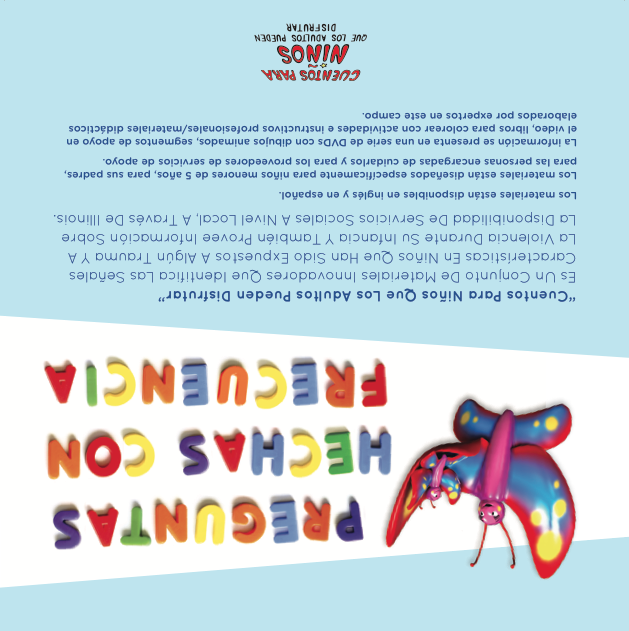 PREGUNTAS
HECHAS CON
FRECUENCIA
“Cuentos Para Niños Que Los Adultos Pueden Disfrutar”
Es Un Conjunto De Materiales Innovadores Que Identifica Las Señales
Características En Niños Que Han Sido Expuestos A Algún Trauma Y A
La Violencia Durante Su Infancia Y También Provee Información Sobre
La Disponibilidad De Servicios Sociales A Nivel Local, A Través De Illinois.
Los materiales están disponibles en inglés y en español.
Los materiales están diseñados específicamente para niños menores de 5 años, para sus padres,
para las personas encargadas de cuidarlos y para los proveedores de servicios de apoyo.
La información se presenta en una serie de DVDs con dibujos animados, segmentos de apoyo en
el video, libros para colorear con actividades e instructivos profesionales/materiales didácticos
elaborados por expertos en este campo.
CUENTOS PARA
NIÑOS
QUE LOS ADULTOS PUEDEN
DISFRUTAR